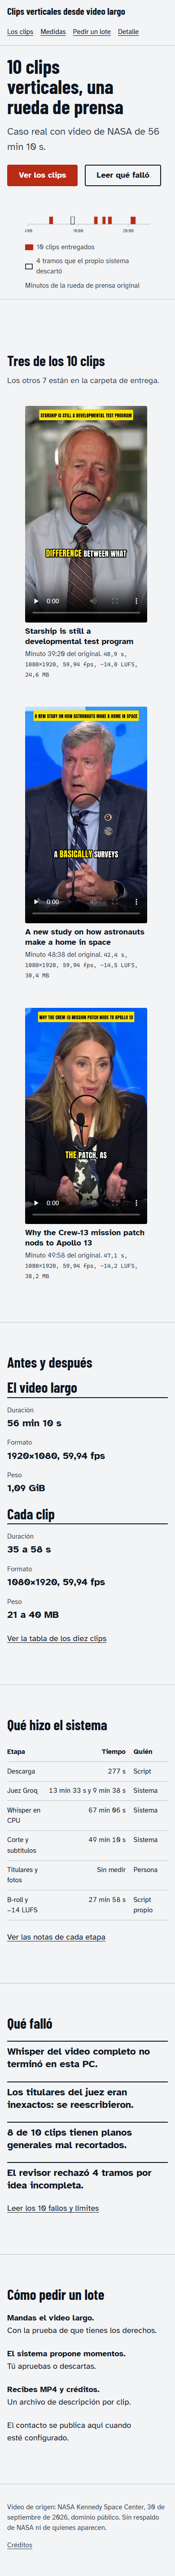 Clips verticales desde video largo
Los clips Medidas Pedir un lote Detalle
10 clips
verticales, una
rueda de prensa
Caso real con video de NASA de 56
min 10 s.
Ver los clips Leer qué falló
0:00 10:00 20:00
10 clips entregados
4 tramos que el propio sistema
descartó
Minutos de la rueda de prensa original
Tres de los 10 clips
Los otros 7 están en la carpeta de entrega.
STARSHIP IS STILL A DEVELOPMENTAL TEST PROGRAM
DIFFERENCE BETWEEN WHAT
0:00
Starship is still a
developmental test program
Minuto 39:20 del original. 48,9 s,
1080×1920, 59,94 fps, −14,0 LUFS,
24,6 MB
A NEW STUDY ON HOW ASTRONAUTS MAKE A HOME IN SPACE
A BASICALLY SURVEYS
0:00
A new study on how astronauts
make a home in space
Minuto 48:38 del original. 42,4 s,
1080×1920, 59,94 fps, −14,5 LUFS,
30,4 MB
WHY THE CREW-13 MISSION PATCH NODS TO APOLLO 13
THE PATCH, AS
0:00
Why the Crew-13 mission patch
nods to Apollo 13
Minuto 49:58 del original. 47,1 s,
1080×1920, 59,94 fps, −14,2 LUFS,
38,2 MB
Antes y después
El video largo
Duración
56 min 10 s
Formato
1920×1080, 59,94 fps
Peso
1,09 GiB
Cada clip
Duración
35 a 58 s
Formato
1080×1920, 59,94 fps
Peso
21 a 40 MB
Ver la tabla de los diez clips
Qué hizo el sistema
Etapa Tiempo Quién
Descarga 277 s Script
Juez Groq 13 min 33 s y 9 min 38 s Sistema
Whisper en
CPU 67 min 06 s Sistema
Corte y
subtítulos 49 min 10 s Sistema
Titulares y
fotos Sin medir Persona
B-roll y
−14 LUFS 27 min 58 s Script
propio
Ver las notas de cada etapa
Qué falló
Whisper del video completo no
terminó en esta PC.
Los titulares del juez eran
inexactos: se reescribieron.
8 de 10 clips tienen planos
generales mal recortados.
El revisor rechazó 4 tramos por
idea incompleta.
Leer los 10 fallos y límites
Cómo pedir un lote
Mandas el video largo.
Con la prueba de que tienes los derechos.
El sistema propone momentos.
Tú apruebas o descartas.
Recibes MP4 y créditos.
Un archivo de descripción por clip.
El contacto se publica aquí cuando
esté configurado.
Video de origen: NASA Kennedy Space Center, 30 de
septiembre de 2026, dominio público. Sin respaldo
de NASA ni de quienes aparecen.
Créditos